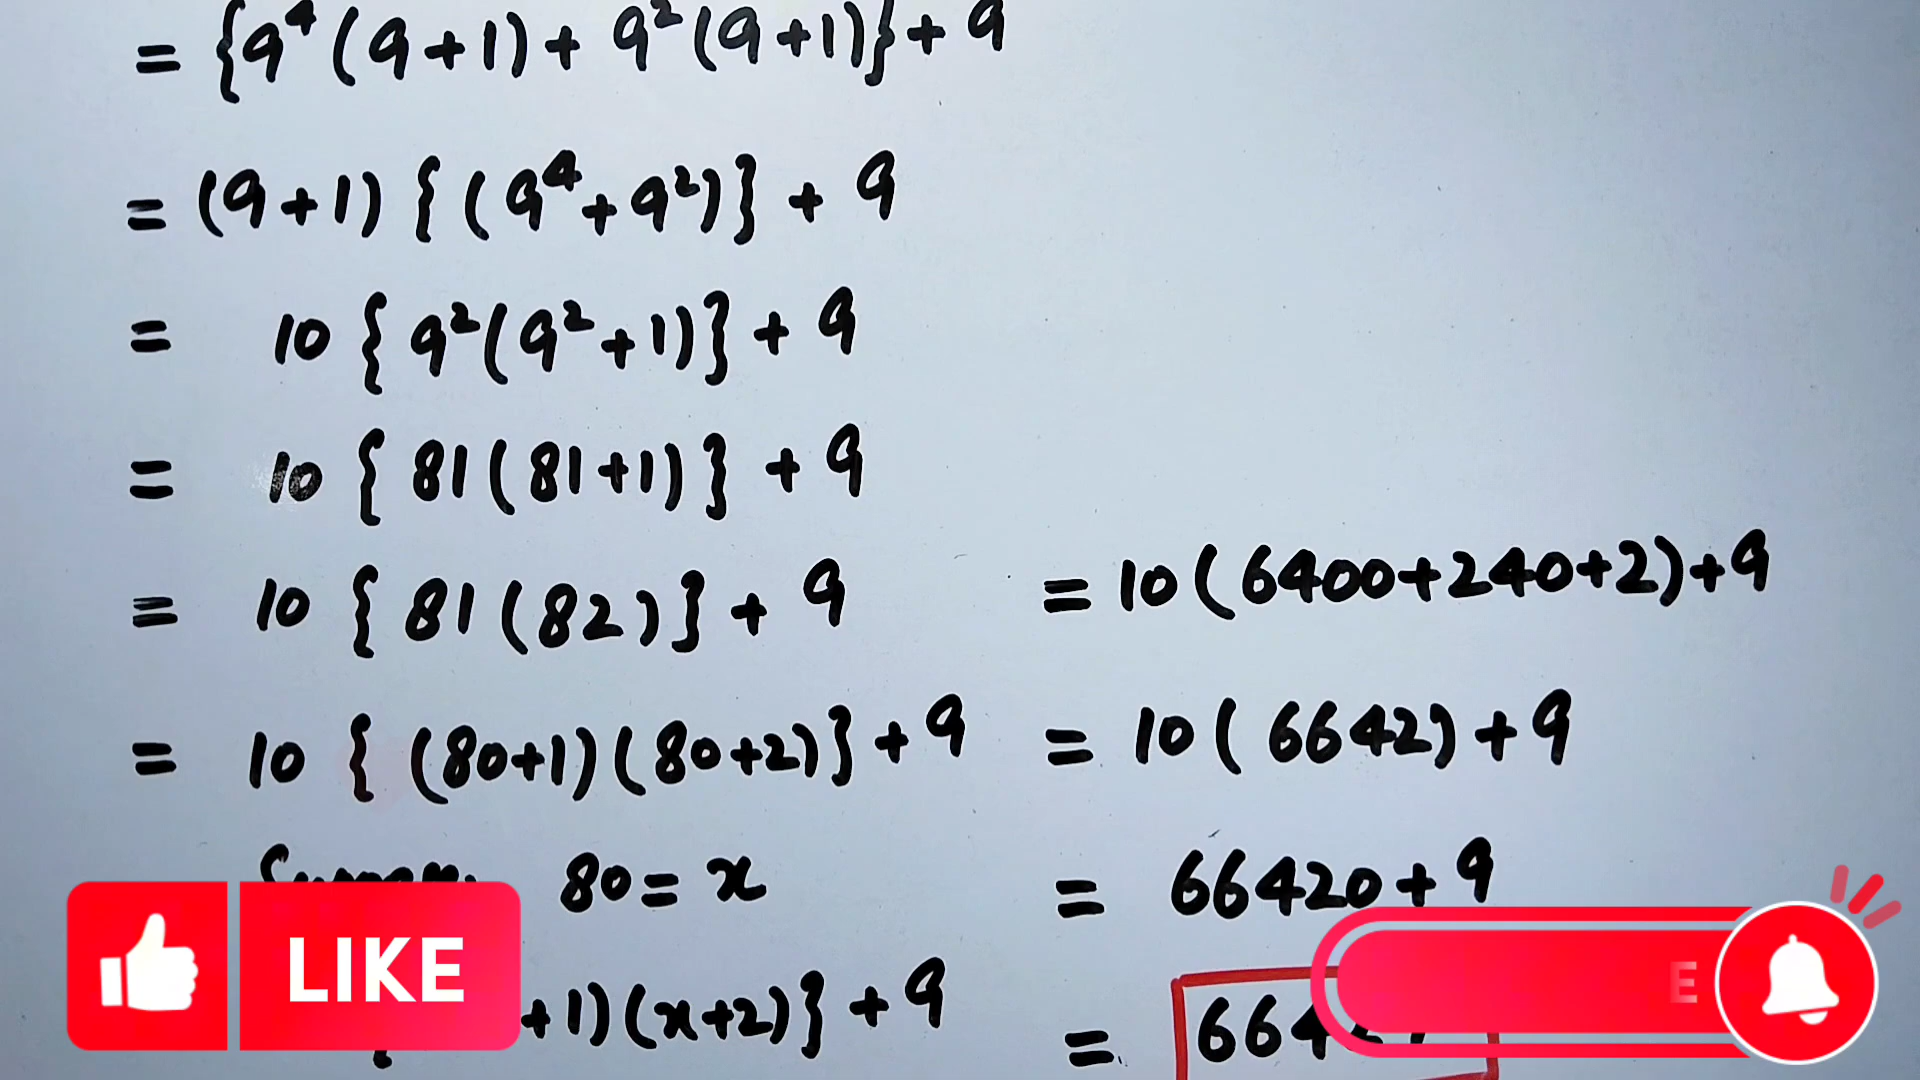 = {9⁴(9+1) + 9²(9+1)} + 9
= (9+1) {(9⁴+9²)} + 9
= 10 {9²(9²+1)} + 9
= 10 {81(81+1)} + 9
= 10 {81(82)} + 9
= 10 {(80+1)(80+2)} + 9
80 = x
+1)(x+2)} + 9
= 10(6400+240+2)+9
= 10(6642)+9
= 66420+9
=
LIKE
E